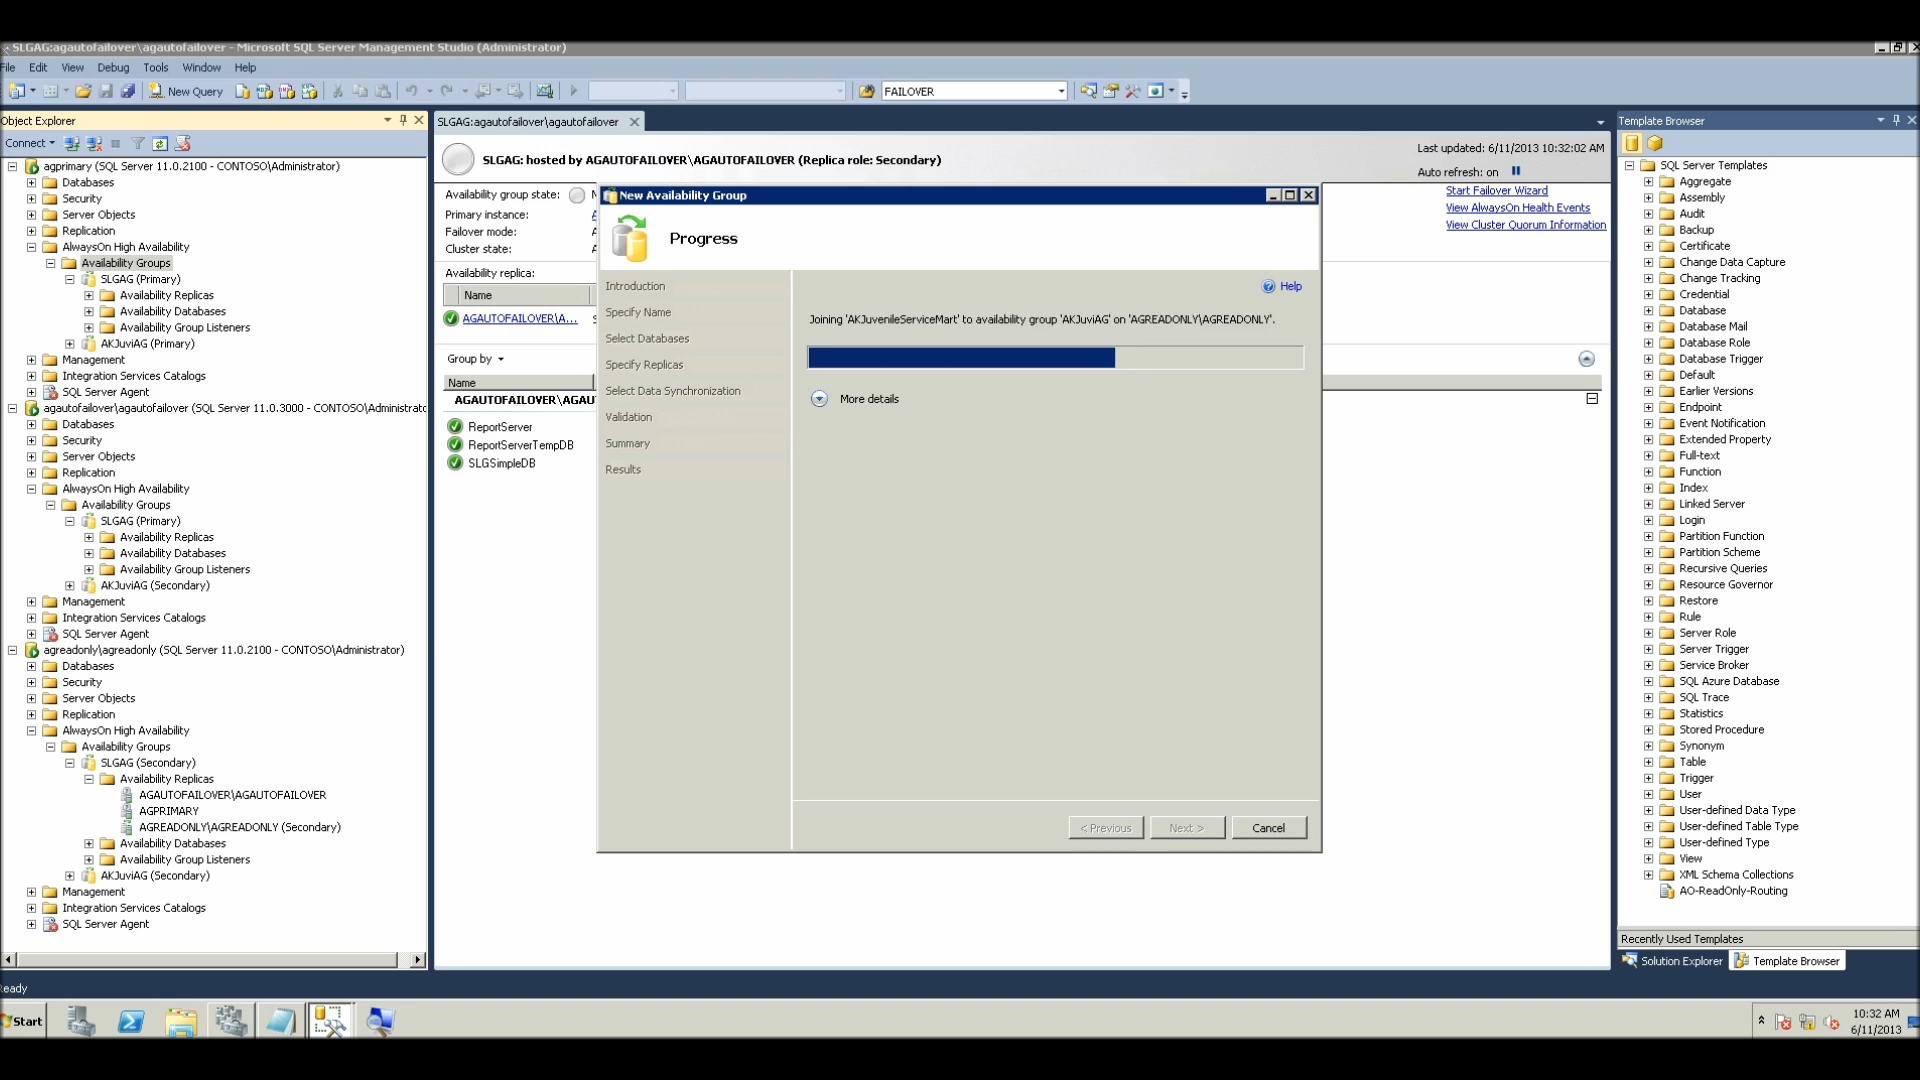 SLGAG:agautofailover\agautofailover - Microsoft SQL Server Management Studio (Administrator)
File Edit View Debug Tools Window Help
New Query FAILOVER
Object Explorer
Connect
agprimary (SQL Server 11.0.2100 - CONTOSO\Administrator)
Databases
Security
Server Objects
Replication
AlwaysOn High Availability
Availability Groups
SLGAG (Primary)
Availability Replicas
Availability Databases
Availability Group Listeners
AKJuviAG (Primary)
Management
Integration Services Catalogs
SQL Server Agent
agautofailover\agautofailover (SQL Server 11.0.3000 - CONTOSO\Administrato
Databases
Security
Server Objects
Replication
AlwaysOn High Availability
Availability Groups
SLGAG (Primary)
Availability Replicas
Availability Databases
Availability Group Listeners
AKJuviAG (Secondary)
Management
Integration Services Catalogs
SQL Server Agent
agreadonly\agreadonly (SQL Server 11.0.2100 - CONTOSO\Administrator)
Databases
Security
Server Objects
Replication
AlwaysOn High Availability
Availability Groups
SLGAG (Secondary)
Availability Replicas
AGAUTOFAILOVER\AGAUTOFAILOVER
AGPRIMARY
AGREADONLY\AGREADONLY (Secondary)
Availability Databases
Availability Group Listeners
AKJuviAG (Secondary)
Management
Integration Services Catalogs
SQL Server Agent
SLGAG:agautofailover\agautofailover
SLGAG: hosted by AGAUTOFAILOVER\AGAUTOFAILOVER (Replica role: Secondary)
Last updated: 6/11/2013 10:32:02 AM
Auto refresh: on
Availability group state:
Primary instance:
Failover mode:
Cluster state:
Start Failover Wizard
View AlwaysOn Health Events
View Cluster Quorum Information
Availability replica:
Name
AGAUTOFAILOVER\A...
Group by
Name
AGAUTOFAILOVER\AGAU
ReportServer
ReportServerTempDB
SLGSimpleDB
New Availability Group
Progress
Introduction
Specify Name
Select Databases
Specify Replicas
Select Data Synchronization
Validation
Summary
Results
Help
Joining 'AKJuvenileServiceMart' to availability group 'AKJuviAG' on 'AGREADONLY\AGREADONLY'.
More details
< Previous Next > Cancel
Template Browser
SQL Server Templates
Aggregate
Assembly
Audit
Backup
Certificate
Change Data Capture
Change Tracking
Credential
Database
Database Mail
Database Role
Database Trigger
Default
Earlier Versions
Endpoint
Event Notification
Extended Property
Full-text
Function
Index
Linked Server
Login
Partition Function
Partition Scheme
Recursive Queries
Resource Governor
Restore
Rule
Server Role
Server Trigger
Service Broker
SQL Azure Database
SQL Trace
Statistics
Stored Procedure
Synonym
Table
Trigger
User
User-defined Data Type
User-defined Table Type
User-defined Type
View
XML Schema Collections
AO-ReadOnly-Routing
Recently Used Templates
Solution Explorer Template Browser
eady
Start
10:32 AM
6/11/2013